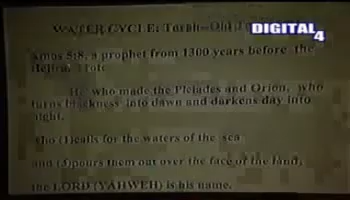 DIGITAL
4
WATER CYCLE: Torah--Old
Amos 5:8, a prophet from 1300 years before the
Hejira,
He who made the Pleiades and Orion, who
turns blackness into dawn and darkens day into
night,
who (1)calls for the waters of the sea
and (5)pours them out over the face of the land,
the LORD (YAHWEH) is his name.